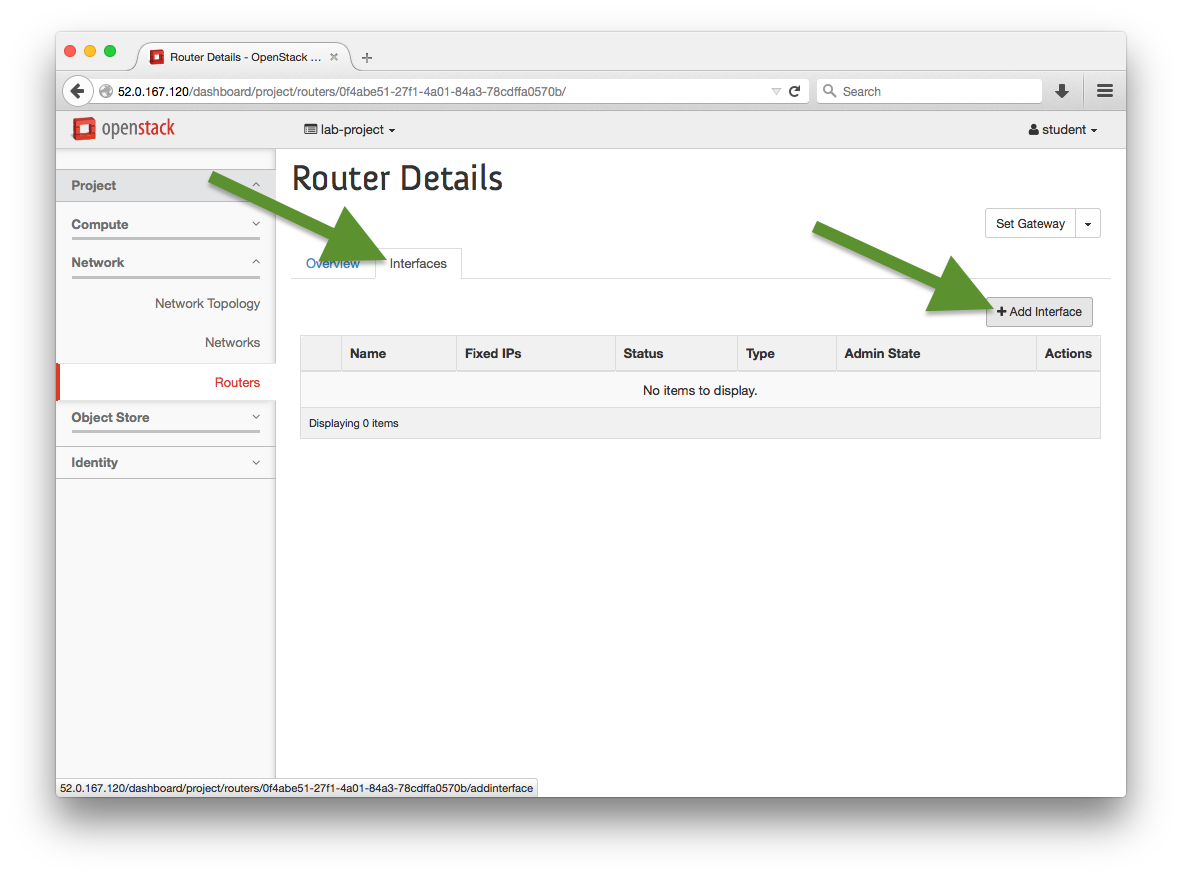 Router Details - OpenStack ...
52.0.167.120/dashboard/project/routers/0f4abe51-27f1-4a01-84a3-78cdffa0570b/
Search
openstack
lab-project
student
Project
Compute
Network
Network Topology
Networks
Routers
Object Store
Identity
Router Details
Set Gateway
Overview
Interfaces
+ Add Interface
Name Fixed IPs Status Type Admin State Actions
No items to display.
Displaying 0 items
52.0.167.120/dashboard/project/routers/0f4abe51-27f1-4a01-84a3-78cdffa0570b/addinterface